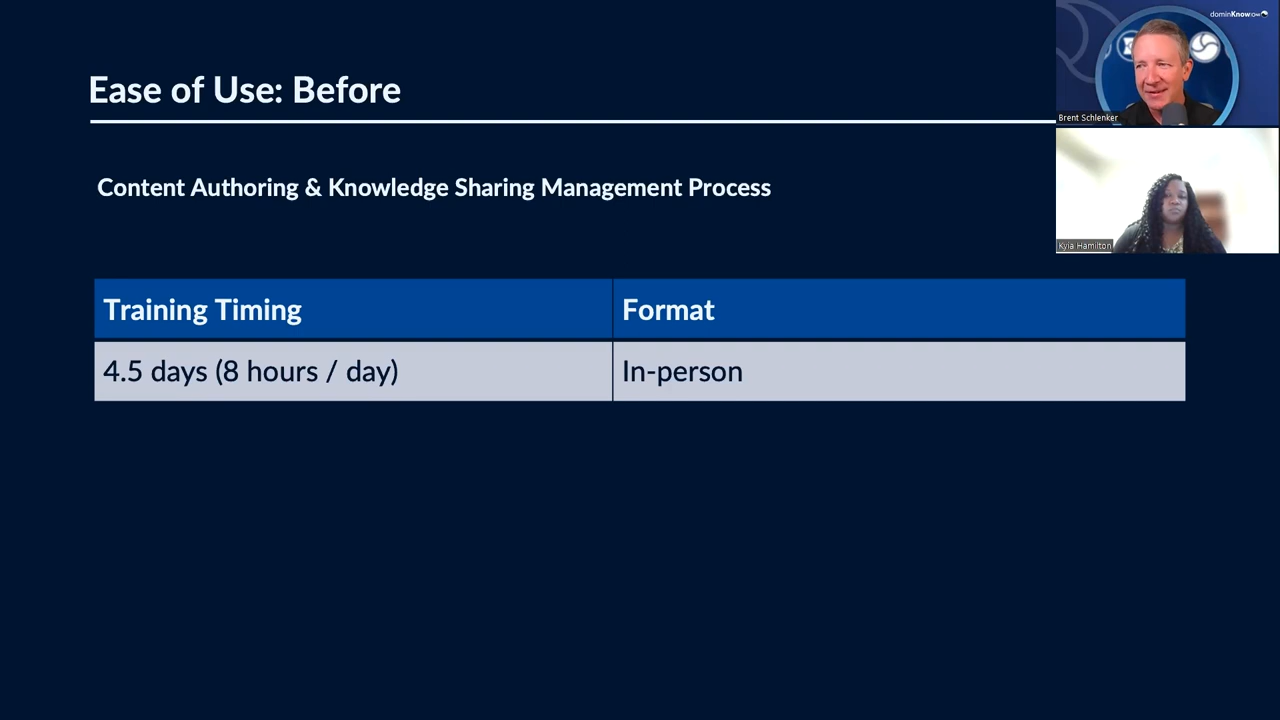 Ease of Use: Before
Content Authoring & Knowledge Sharing Management Process
Training Timing
Format
4.5 days (8 hours / day)
In-person
dominKnow
Brent Schlenker
Kyia Hamilton